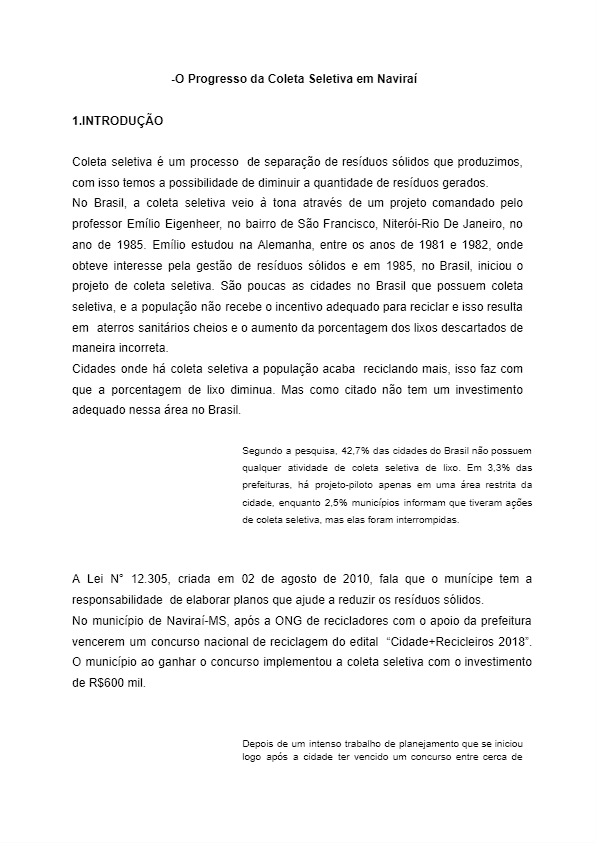 -O Progresso da Coleta Seletiva em Naviraí
1.INTRODUÇÃO
Coleta seletiva é um processo de separação de resíduos sólidos que produzimos,
com isso temos a possibilidade de diminuir a quantidade de resíduos gerados.
No Brasil, a coleta seletiva veio à tona através de um projeto comandado pelo
professor Emílio Eigenheer, no bairro de São Francisco, Niterói-Rio De Janeiro, no
ano de 1985. Emílio estudou na Alemanha, entre os anos de 1981 e 1982, onde
obteve interesse pela gestão de resíduos sólidos e em 1985, no Brasil, iniciou o
projeto de coleta seletiva. São poucas as cidades no Brasil que possuem coleta
seletiva, e a população não recebe o incentivo adequado para reciclar e isso resulta
em aterros sanitários cheios e o aumento da porcentagem dos lixos descartados de
maneira incorreta.
Cidades onde há coleta seletiva a população acaba reciclando mais, isso faz com
que a porcentagem de lixo diminua. Mas como citado não tem um investimento
adequado nessa área no Brasil.
Segundo a pesquisa, 42,7% das cidades do Brasil não possuem
qualquer atividade de coleta seletiva de lixo. Em 3,3% das
prefeituras, há projeto-piloto apenas em uma área restrita da
cidade, enquanto 2,5% municípios informam que tiveram ações
de coleta seletiva, mas elas foram interrompidas.
A Lei N° 12.305, criada em 02 de agosto de 2010, fala que o munícipe tem a
responsabilidade de elaborar planos que ajude a reduzir os resíduos sólidos.
No município de Naviraí-MS, após a ONG de recicladores com o apoio da prefeitura
vencerem um concurso nacional de reciclagem do edital “Cidade+Recicleiros 2018”.
O município ao ganhar o concurso implementou a coleta seletiva com o investimento
de R$600 mil.
Depois de um intenso trabalho de planejamento que se iniciou
logo após a cidade ter vencido um concurso entre cerca de